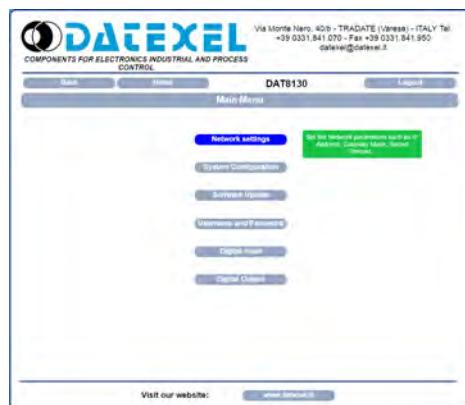 DATEXEL
COMPONENTS FOR ELECTRONICS INDUSTRIAL AND PROCESS
CONTROL
Via Monte Nero, 40/b - TRADATE (Varese) - ITALY Tel
+39 0331.841.070 - Fax +39 0331.841.950
datexel@datexel.it
Back
Home
DAT8130
Logout
Main Menu
Network settings
Set the Network parameters such as IP
Address, Gateway Mask, Socket
Timeout
System Configuration
Software Update
Username and Password
Digital Input
Digital Output
Visit our website:
www.datexel.it